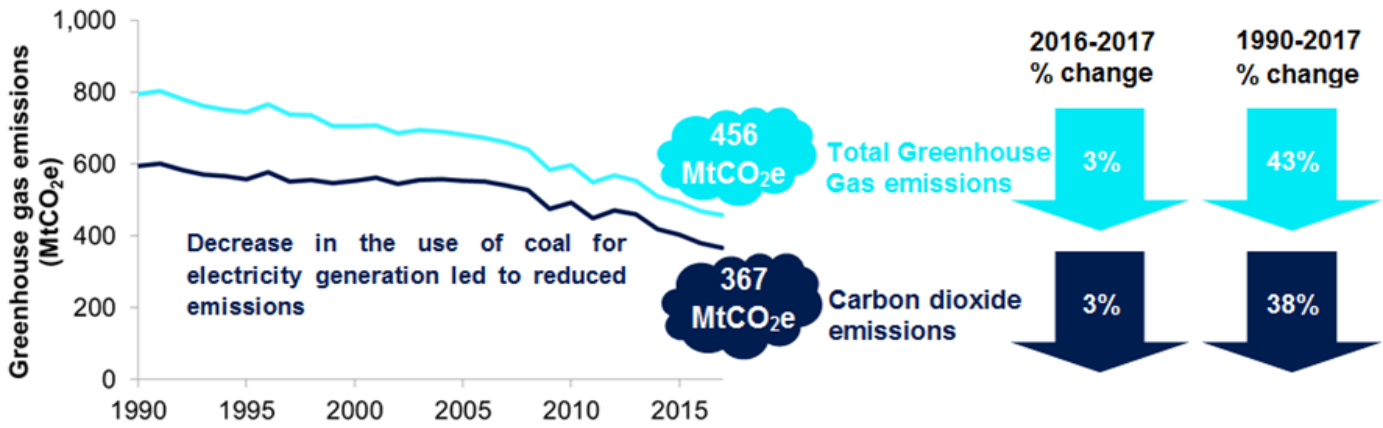 Greenhouse gas emissions
(MtCO₂e)
1,000
800
600
400
200
0
1990
1995
2000
2005
2010
2015
Decrease in the use of coal for
electricity generation led to reduced
emissions
456
MtCO₂e
Total Greenhouse
Gas emissions
367
MtCO₂e
Carbon dioxide
emissions
2016-2017
% change
1990-2017
% change
3%
43%
3%
38%